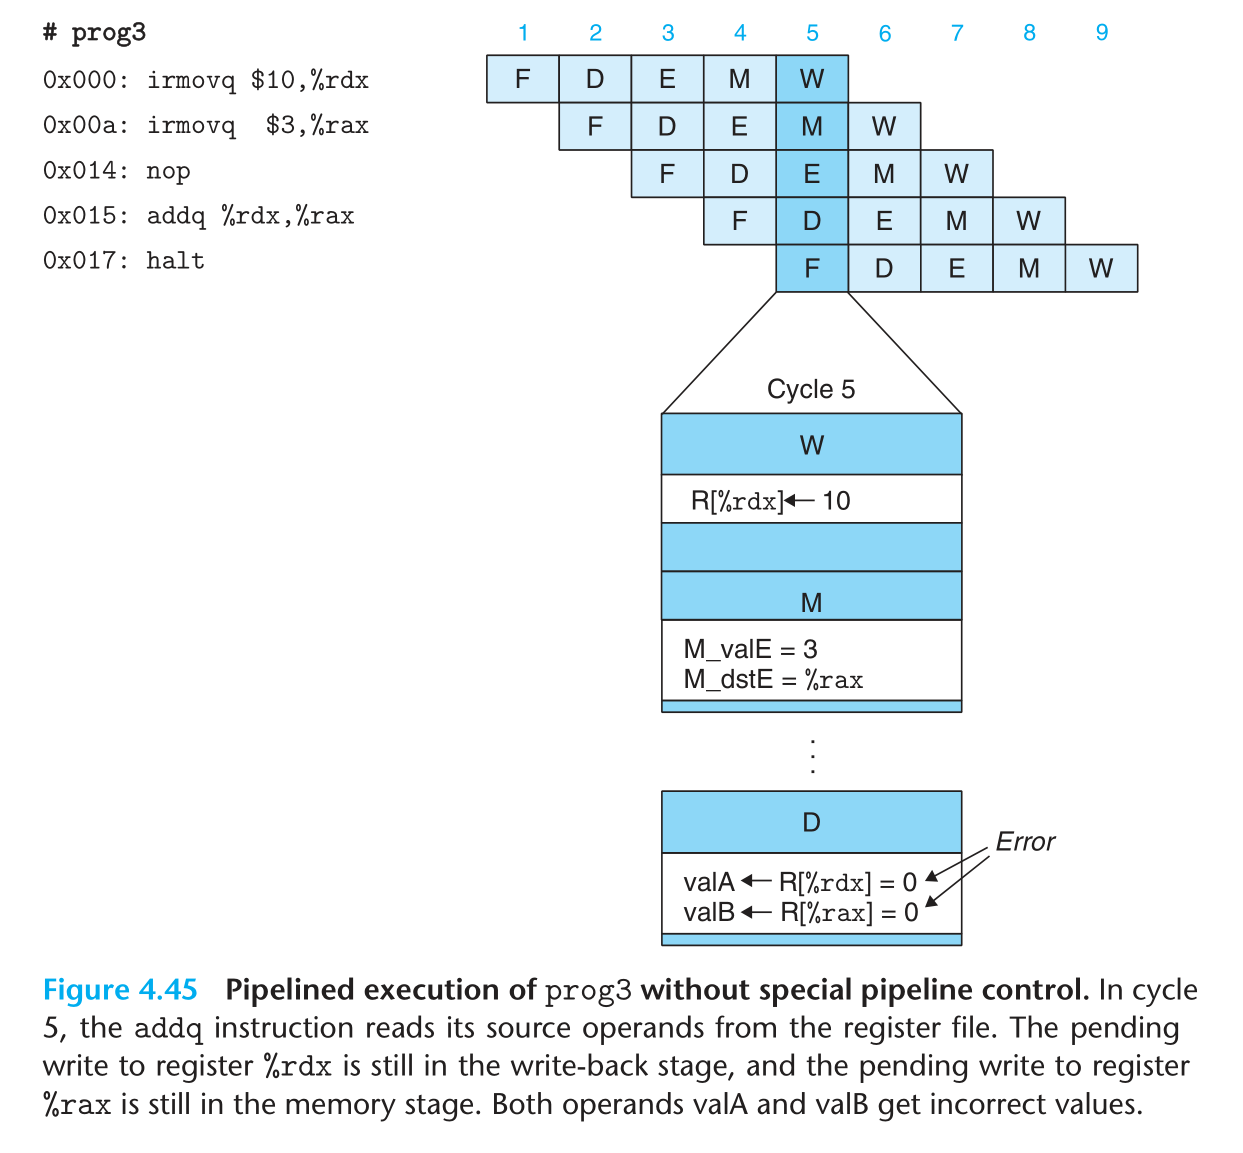 # prog3
1 2 3 4 5 6 7 8 9
0x000: irmovq $10,%rdx F D E M W
0x00a: irmovq  $3,%rax F D E M W
0x014: nop F D E M W
0x015: addq %rdx,%rax F D E M W
0x017: halt F D E M W
Cycle 5
W
R[%rdx]← 10
M
M_valE = 3
M_dstE = %rax
D
Error
valA ← R[%rdx] = 0
valB ← R[%rax] = 0
Figure 4.45 Pipelined execution of prog3 without special pipeline control. In cycle
5, the addq instruction reads its source operands from the register file. The pending
write to register %rdx is still in the write-back stage, and the pending write to register
%rax is still in the memory stage. Both operands valA and valB get incorrect values.